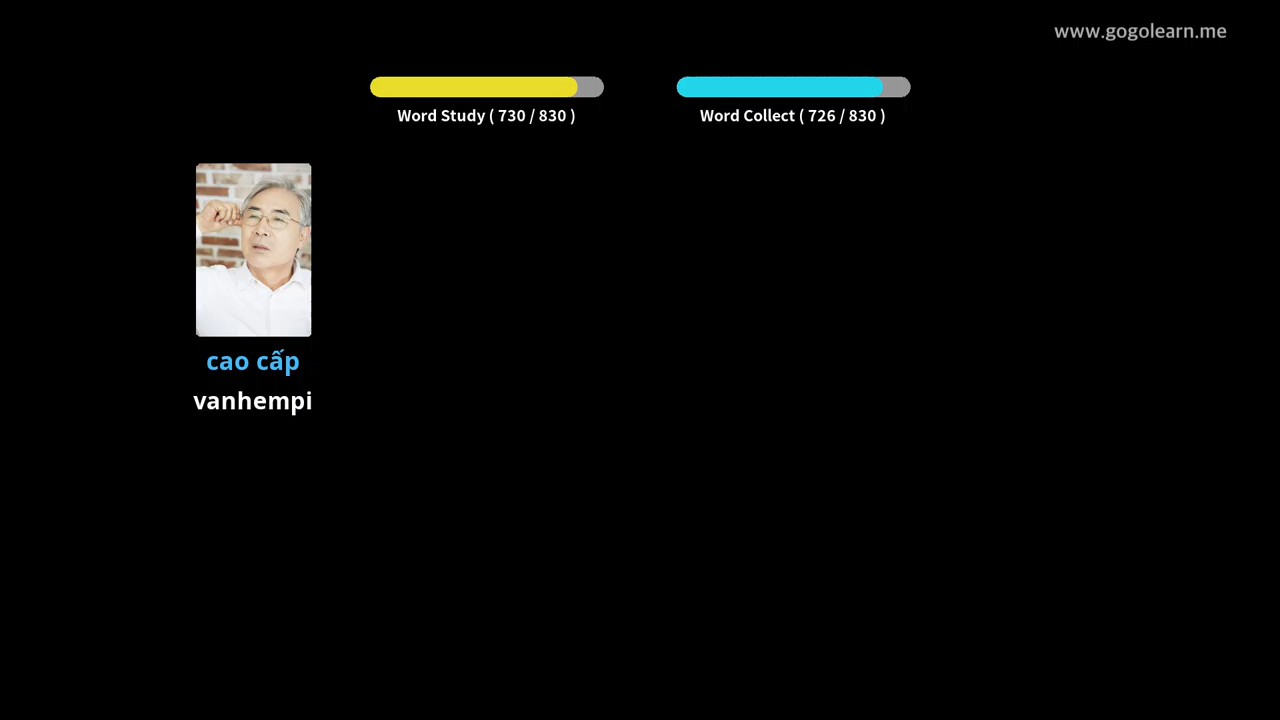 www.gogolearn.me
Word Study ( 730 / 830 )
Word Collect ( 726 / 830 )
cao cấp
vanhempi